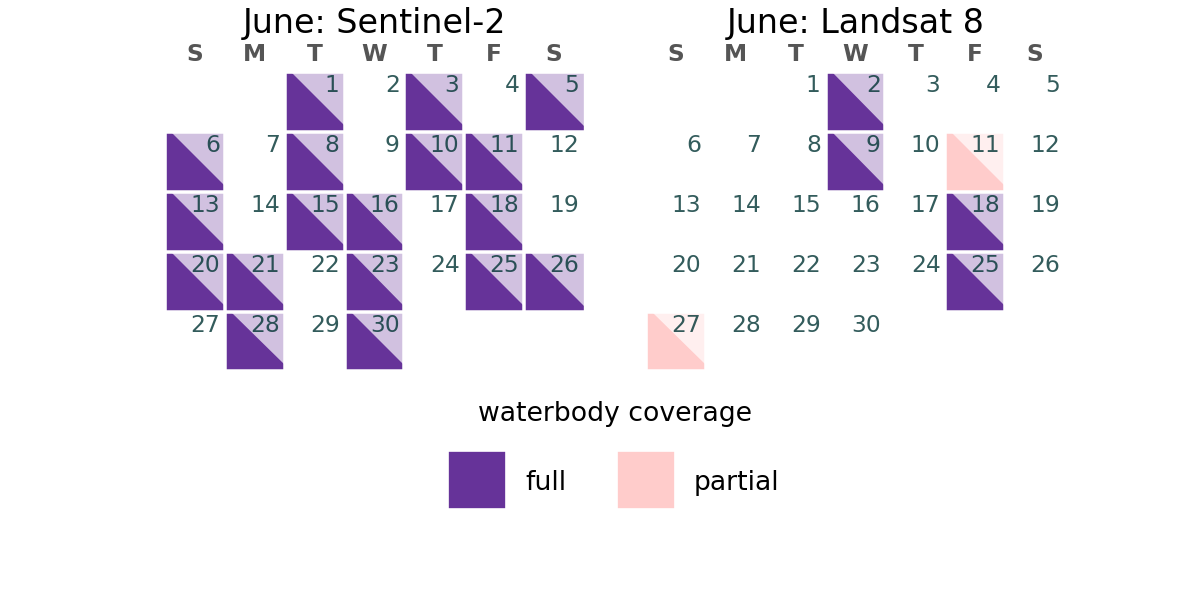 June: Sentinel-2
S M T W T F S
1 2 3 4 5
6 7 8 9 10 11 12
13 14 15 16 17 18 19
20 21 22 23 24 25 26
27 28 29 30
June: Landsat 8
S M T W T F S
1 2 3 4 5
6 7 8 9 10 11 12
13 14 15 16 17 18 19
20 21 22 23 24 25 26
27 28 29 30
waterbody coverage
full partial